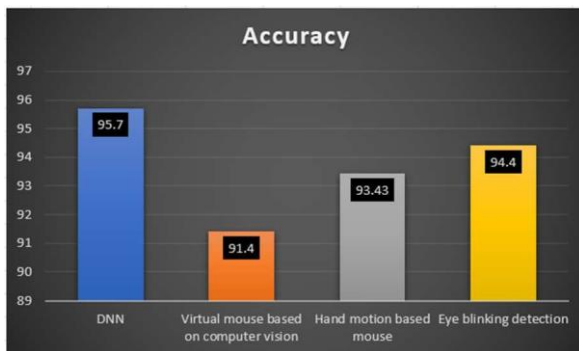 Accuracy
97
96
95
94
93
92
91
90
89
95.7
91.4
93.43
94.4
DNN
Virtual mouse based
on computer vision
Hand motion based
mouse
Eye blinking detection